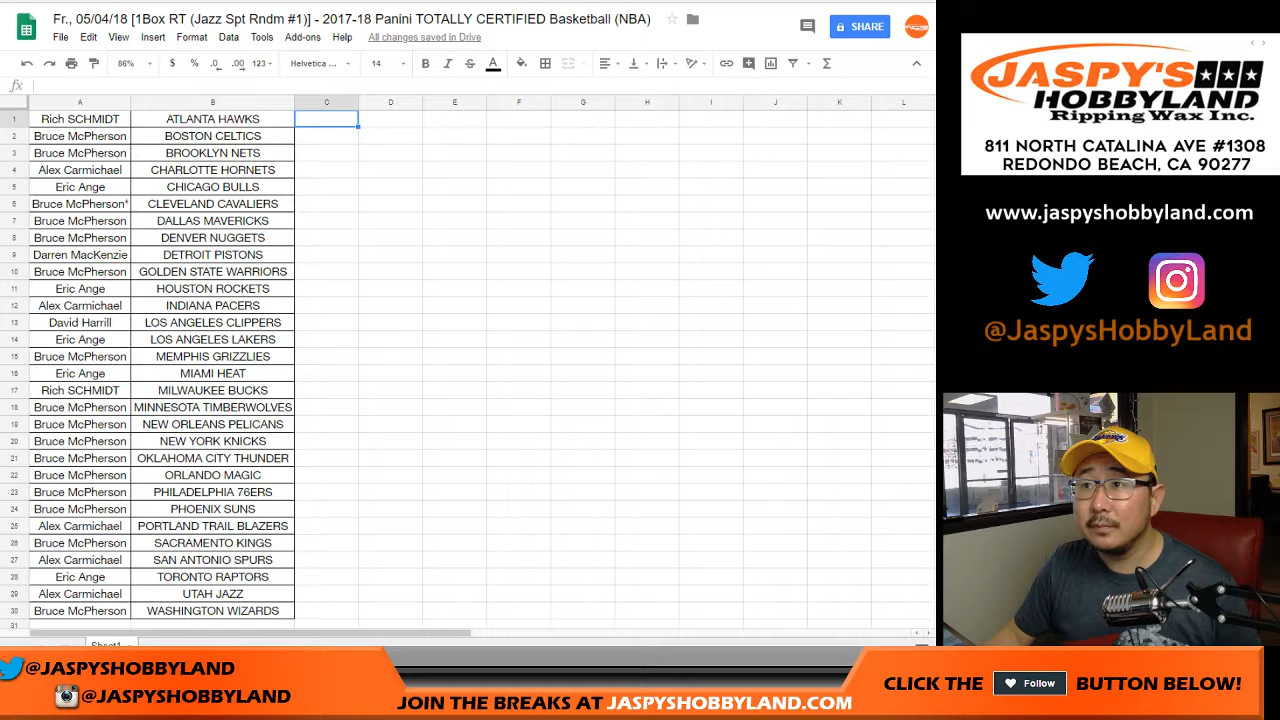 Fr., 05/04/18 [1Box RT (Jazz Spt Rndm #1)] - 2017-18 Panini TOTALLY CERTIFIED Basketball (NBA)
SHARE
File Edit View Insert Format Data Tools Add-ons Help All changes saved in Drive
86% $ % .0 .00 123 Helvetica ... 14 B I S A Σ
fx
A B C D E F G H I J K L
1 Rich SCHMIDT ATLANTA HAWKS
2 Bruce McPherson BOSTON CELTICS
3 Bruce McPherson BROOKLYN NETS
4 Alex Carmichael CHARLOTTE HORNETS
5 Eric Ange CHICAGO BULLS
6 Bruce McPherson* CLEVELAND CAVALIERS
7 Bruce McPherson DALLAS MAVERICKS
8 Bruce McPherson DENVER NUGGETS
9 Darren MacKenzie DETROIT PISTONS
10 Bruce McPherson GOLDEN STATE WARRIORS
11 Eric Ange HOUSTON ROCKETS
12 Alex Carmichael INDIANA PACERS
13 David Harrill LOS ANGELES CLIPPERS
14 Eric Ange LOS ANGELES LAKERS
15 Bruce McPherson MEMPHIS GRIZZLIES
16 Eric Ange MIAMI HEAT
17 Rich SCHMIDT MILWAUKEE BUCKS
18 Bruce McPherson MINNESOTA TIMBERWOLVES
19 Bruce McPherson NEW ORLEANS PELICANS
20 Bruce McPherson NEW YORK KNICKS
21 Bruce McPherson OKLAHOMA CITY THUNDER
22 Bruce McPherson ORLANDO MAGIC
23 Bruce McPherson PHILADELPHIA 76ERS
24 Bruce McPherson PHOENIX SUNS
25 Alex Carmichael PORTLAND TRAIL BLAZERS
26 Bruce McPherson SACRAMENTO KINGS
27 Alex Carmichael SAN ANTONIO SPURS
28 Eric Ange TORONTO RAPTORS
29 Alex Carmichael UTAH JAZZ
30 Bruce McPherson WASHINGTON WIZARDS
31
Sheet1
JASPY'S
HOBBYLAND
Ripping Wax Inc.
811 NORTH CATALINA AVE #1308
REDONDO BEACH, CA 90277
www.jaspyshobbyland.com
@JaspysHobbyLand
@JASPYSHOBBYLAND
@JASPYSHOBBYLAND
JOIN THE BREAKS AT JASPYSHOBBYLAND.COM
CLICK THE Follow BUTTON BELOW!